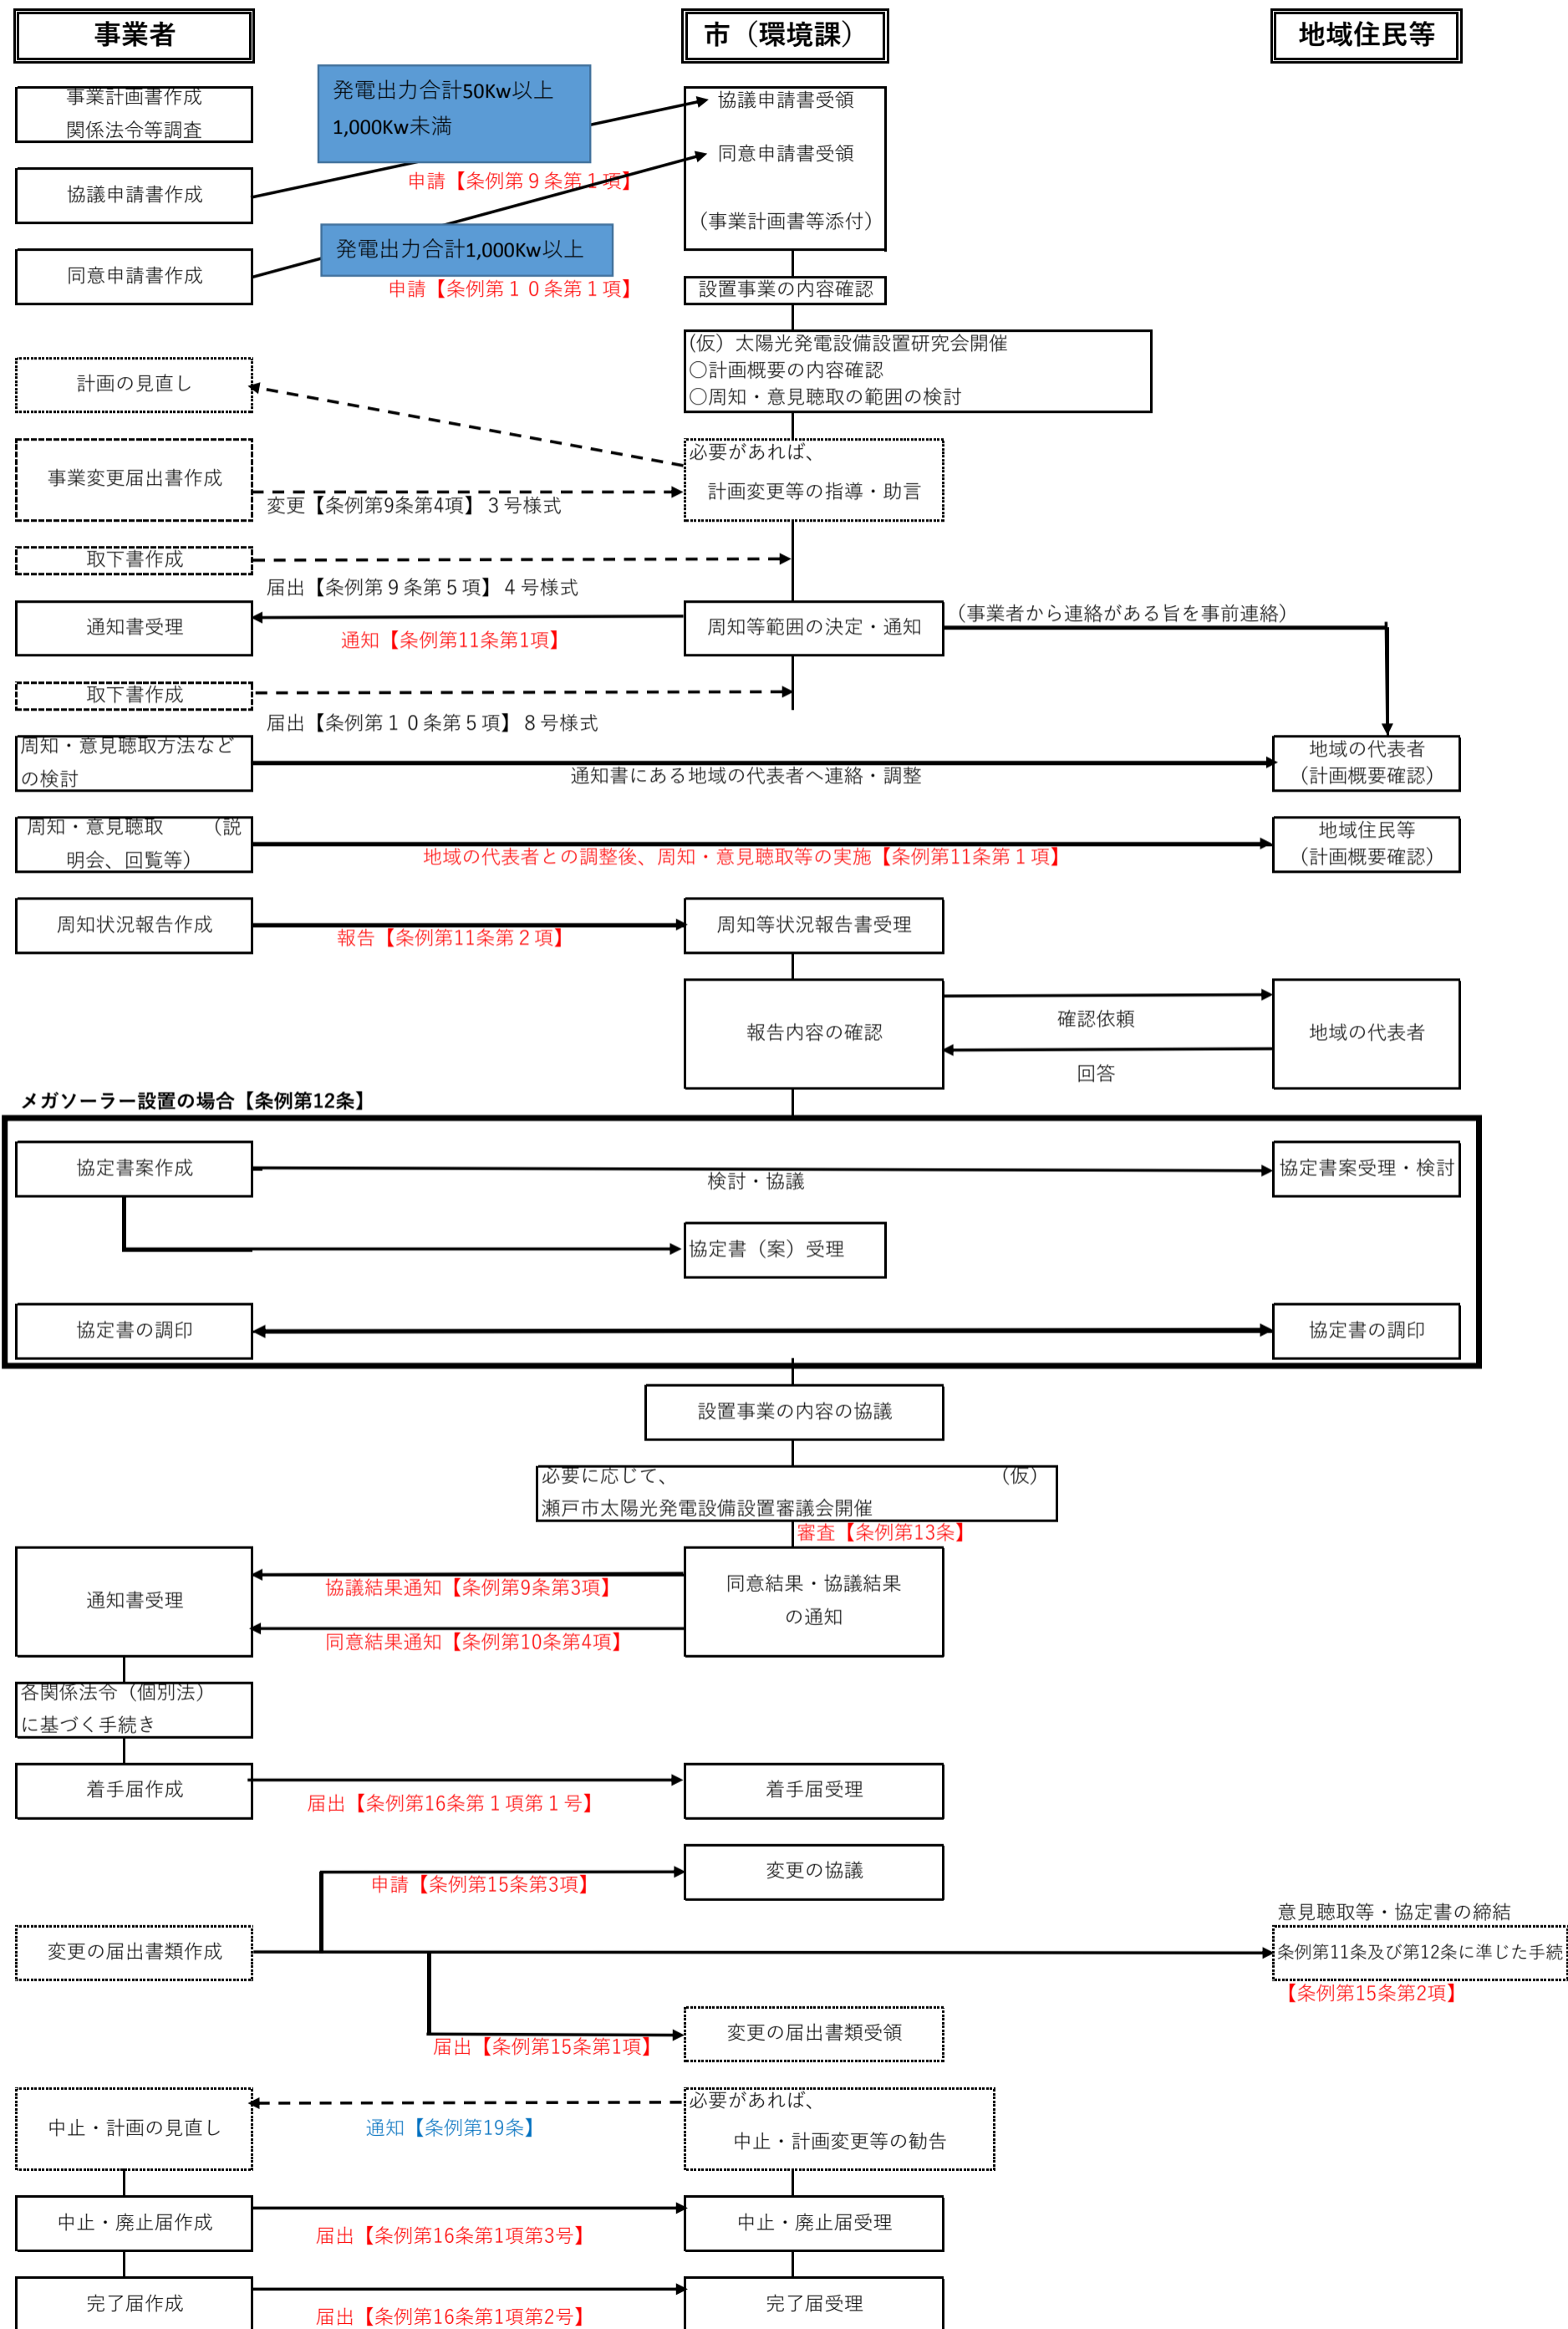 事業者
市（環境課）
地域住民等
事業計画書作成
関係法令等調査
発電出力合計50Kw以上
1,000Kw未満
協議申請書受領
同意申請書受領
（事業計画書等添付）
協議申請書作成
申請【条例第９条第１項】
同意申請書作成
発電出力合計1,000Kw以上
申請【条例第１０条第１項】
設置事業の内容確認
(仮）太陽光発電設備設置研究会開催
○計画概要の内容確認
○周知・意見聴取の範囲の検討
計画の見直し
必要があれば、
計画変更等の指導・助言
事業変更届出書作成
変更【条例第9条第4項】３号様式
取下書作成
届出【条例第９条第５項】４号様式
通知書受理
通知【条例第11条第1項】
周知等範囲の決定・通知
（事業者から連絡がある旨を事前連絡）
取下書作成
届出【条例第１０条第５項】８号様式
周知・意見聴取方法など
の検討
通知書にある地域の代表者へ連絡・調整
地域の代表者
（計画概要確認）
周知・意見聴取　　（説
明会、回覧等）
地域の代表者との調整後、周知・意見聴取等の実施【条例第11条第１項】
地域住民等
（計画概要確認）
周知状況報告作成
報告【条例第11条第２項】
周知等状況報告書受理
報告内容の確認
確認依頼
回答
地域の代表者
メガソーラー設置の場合【条例第12条】
協定書案作成
検討・協議
協定書案受理・検討
協定書（案）受理
協定書の調印
協定書の調印
設置事業の内容の協議
必要に応じて、　　　　　　　　　　　　　　　　　（仮）
瀬戸市太陽光発電設備設置審議会開催
審査【条例第13条】
通知書受理
協議結果通知【条例第9条第3項】
同意結果通知【条例第10条第4項】
同意結果・協議結果
の通知
各関係法令（個別法）
に基づく手続き
着手届作成
届出【条例第16条第１項第１号】
着手届受理
変更の協議
申請【条例第15条第3項】
変更の届出書類作成
意見聴取等・協定書の締結
条例第11条及び第12条に準じた手続
【条例第15条第2項】
届出【条例第15条第1項】
変更の届出書類受領
中止・計画の見直し
通知【条例第19条】
必要があれば、
中止・計画変更等の勧告
中止・廃止届作成
届出【条例第16条第1項第3号】
中止・廃止届受理
完了届作成
届出【条例第16条第1項第2号】
完了届受理